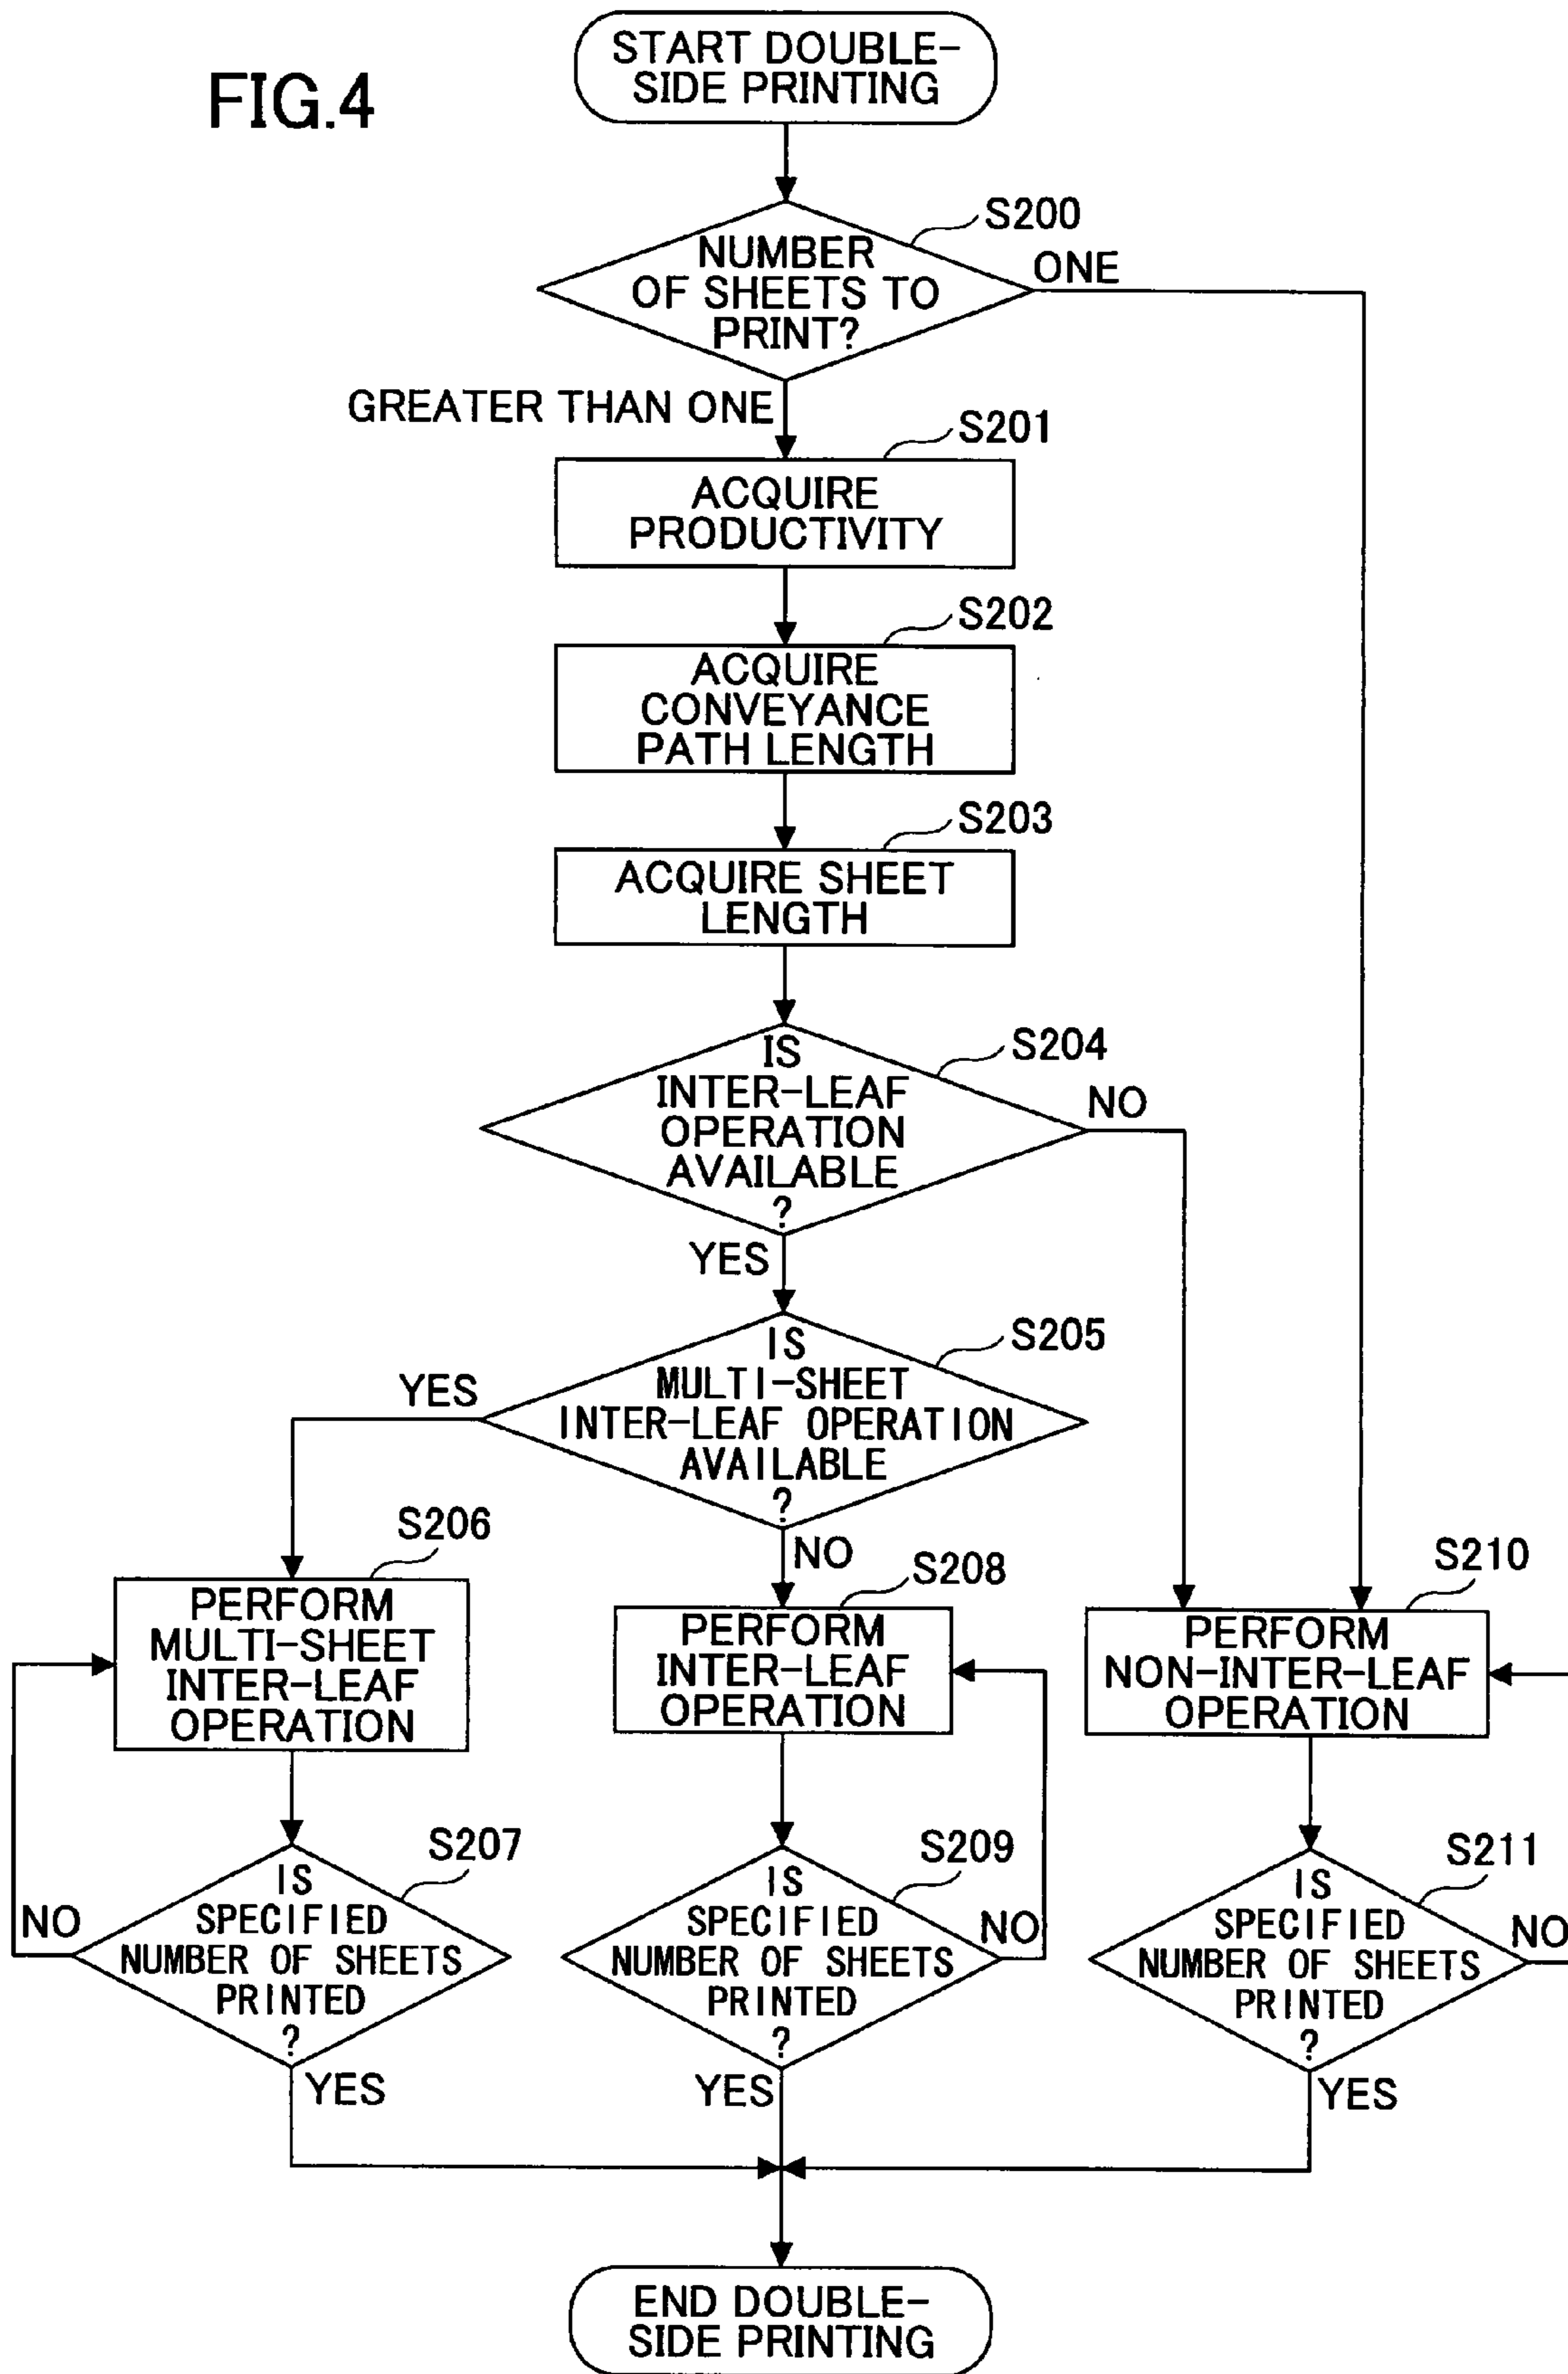 FIG.4
START DOUBLE-
SIDE PRINTING
S200
NUMBER
OF SHEETS TO
PRINT?
ONE
GREATER THAN ONE
S201
ACQUIRE
PRODUCTIVITY
S202
ACQUIRE
CONVEYANCE
PATH LENGTH
S203
ACQUIRE SHEET
LENGTH
S204
IS
INTER-LEAF
OPERATION
AVAILABLE
?
NO
YES
S205
IS
MULTI-SHEET
INTER-LEAF OPERATION
AVAILABLE
?
YES
NO
S206
PERFORM
MULTI-SHEET
INTER-LEAF
OPERATION
S208
PERFORM
INTER-LEAF
OPERATION
S210
PERFORM
NON-INTER-LEAF
OPERATION
S207
IS
SPECIFIED
NUMBER OF SHEETS
PRINTED
?
NO
YES
S209
IS
SPECIFIED
NUMBER OF SHEETS
PRINTED
?
NO
YES
S211
IS
SPECIFIED
NUMBER OF SHEETS
PRINTED
?
NO
YES
END DOUBLE-
SIDE PRINTING